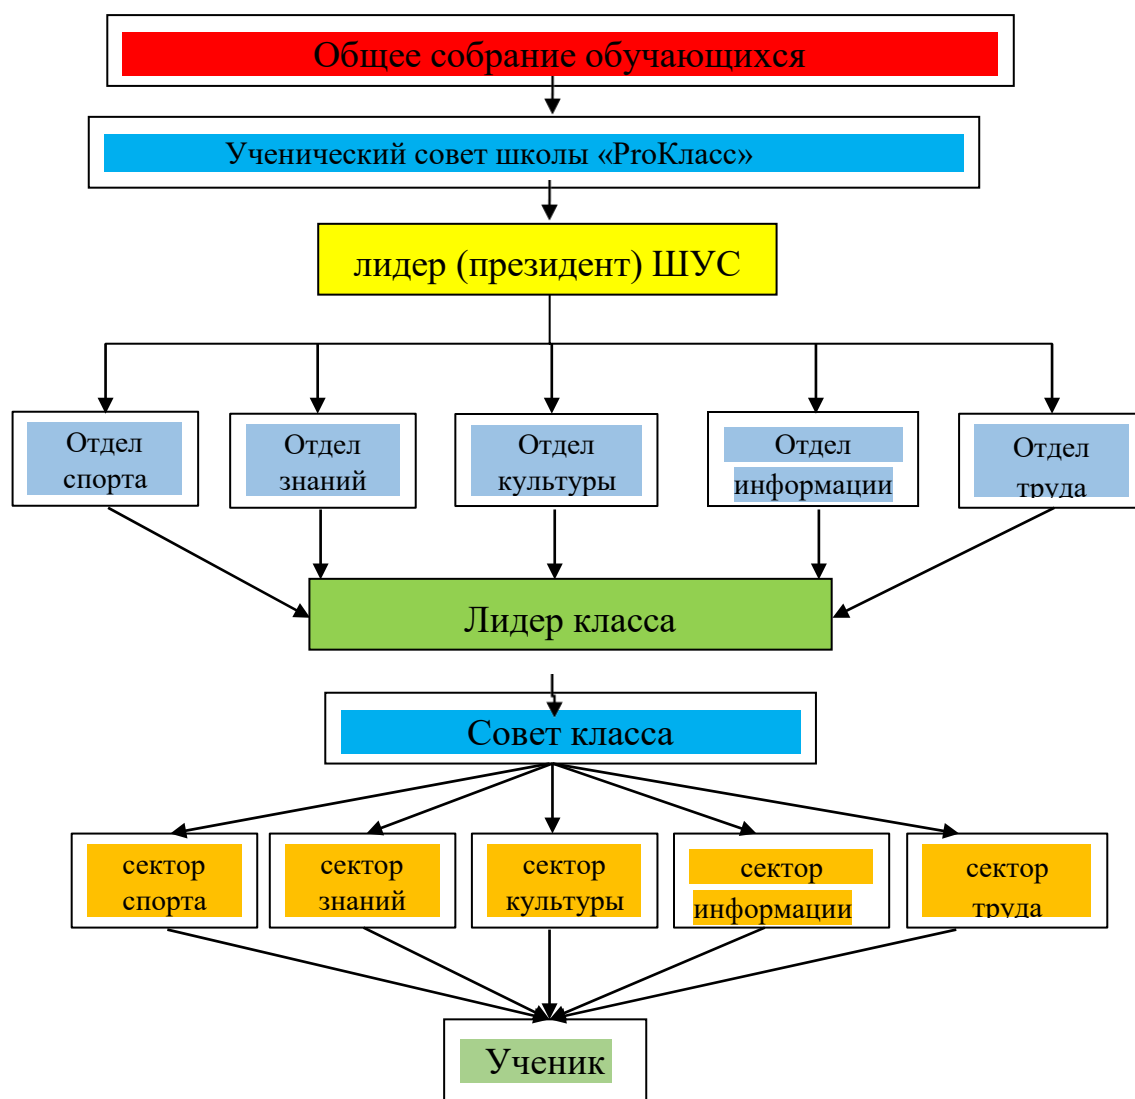 Общее собрание обучающихся
Ученический совет школы «ProКласс»
лидер (президент) ШУС
Отдел
спорта
Отдел
знаний
Отдел
культуры
Отдел
информации
Отдел
труда
Лидер класса
Совет класса
сектор
спорта
сектор
знаний
сектор
культуры
сектор
информации
сектор
труда
Ученик